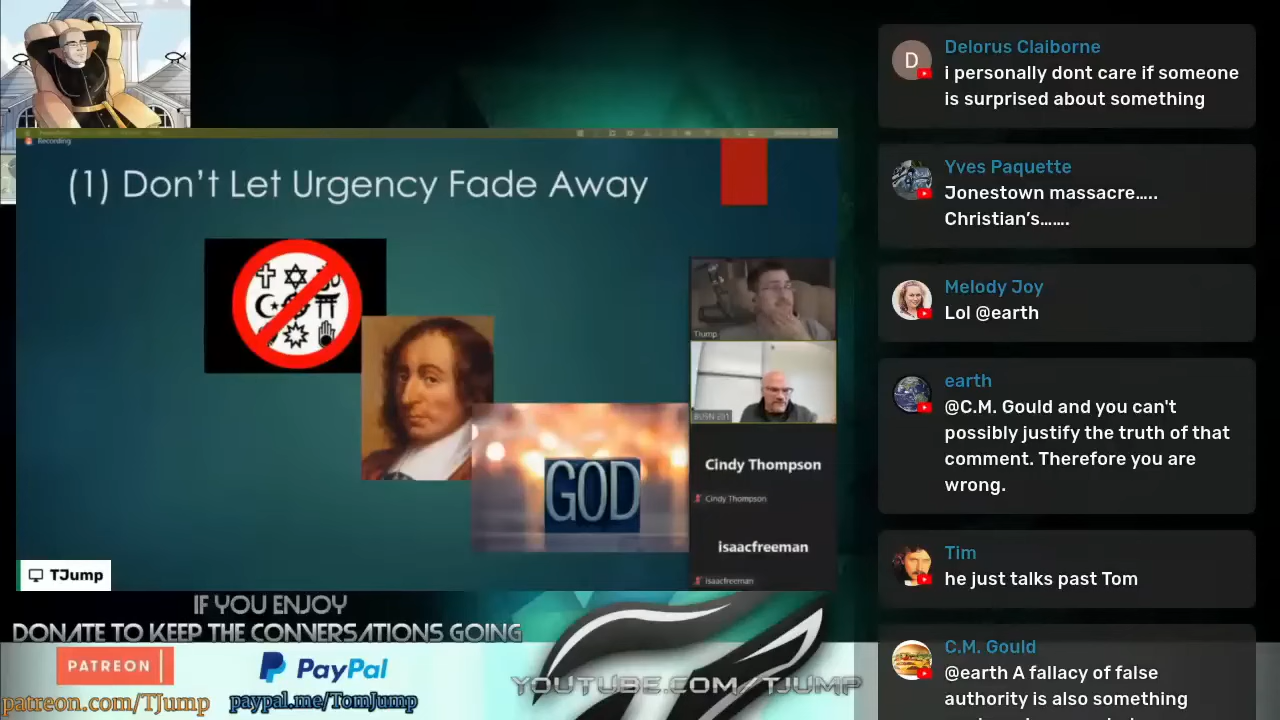 Recording
(1) Don't Let Urgency Fade Away
GOD
TJump
BUSN 201
Cindy Thompson
Cindy Thompson
isaacfreeman
isaacfreeman
TJump
IF YOU ENJOY
DONATE TO KEEP THE CONVERSATIONS GOING
PATREON
PayPal
patreon.com/TJump
paypal.me/TomJump
YOUTUBE.COM/TJUMP
D
Delorus Claiborne
i personally dont care if someone
is surprised about something
Yves Paquette
Jonestown massacre.....
Christian's.......
Melody Joy
Lol @earth
earth
@C.M. Gould and you can't
possibly justify the truth of that
comment. Therefore you are
wrong.
Tim
he just talks past Tom
C.M. Gould
@earth A fallacy of false
authority is also something